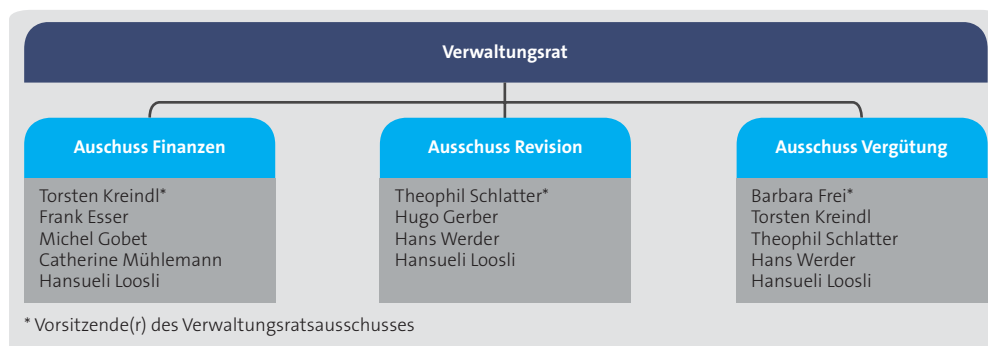 Verwaltungsrat
Auschuss Finanzen
Torsten Kreindl*
Frank Esser
Michel Gobet
Catherine Mühlemann
Hansueli Loosli
Ausschuss Revision
Theophil Schlatter*
Hugo Gerber
Hans Werder
Hansueli Loosli
Ausschuss Vergütung
Barbara Frei*
Torsten Kreindl
Theophil Schlatter
Hans Werder
Hansueli Loosli
* Vorsitzende(r) des Verwaltungsratsausschusses